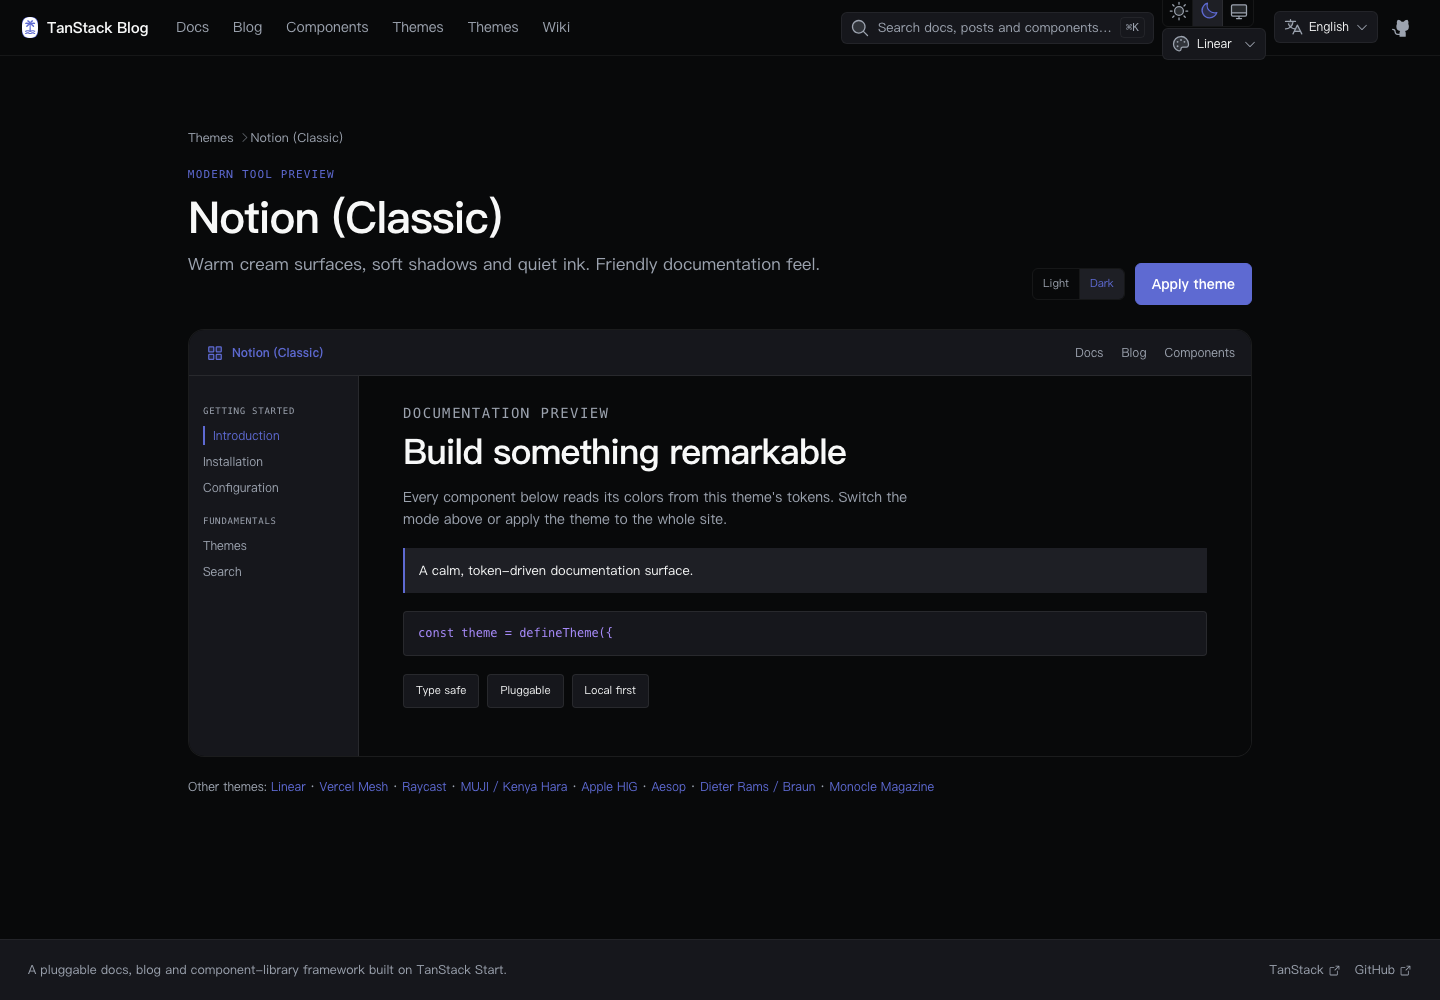 TanStack Blog
Docs
Blog
Components
Themes
Themes
Wiki
Search docs, posts and components...
⌘K
Linear
English
Themes
Notion (Classic)
MODERN TOOL PREVIEW
Notion (Classic)
Warm cream surfaces, soft shadows and quiet ink. Friendly documentation feel.
Light
Dark
Apply theme
Notion (Classic)
Docs
Blog
Components
GETTING STARTED
Introduction
Installation
Configuration
FUNDAMENTALS
Themes
Search
DOCUMENTATION PREVIEW
Build something remarkable
Every component below reads its colors from this theme's tokens. Switch the
mode above or apply the theme to the whole site.
A calm, token-driven documentation surface.
const theme = defineTheme({
Type safe
Pluggable
Local first
Other themes: Linear · Vercel Mesh · Raycast · MUJI / Kenya Hara · Apple HIG · Aesop · Dieter Rams / Braun · Monocle Magazine
A pluggable docs, blog and component-library framework built on TanStack Start.
TanStack
GitHub